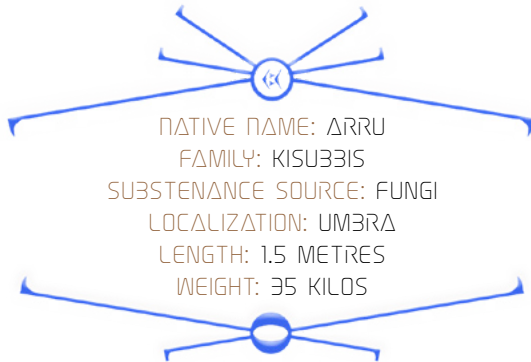 NATIVE NAME: ARRU
FAMILY: KISUBBIS
SUBSTENANCE SOURCE: FUNGI
LOCALIZATION: UMBRA
LENGTH: 1.5 METRES
WEIGHT: 35 KILOS